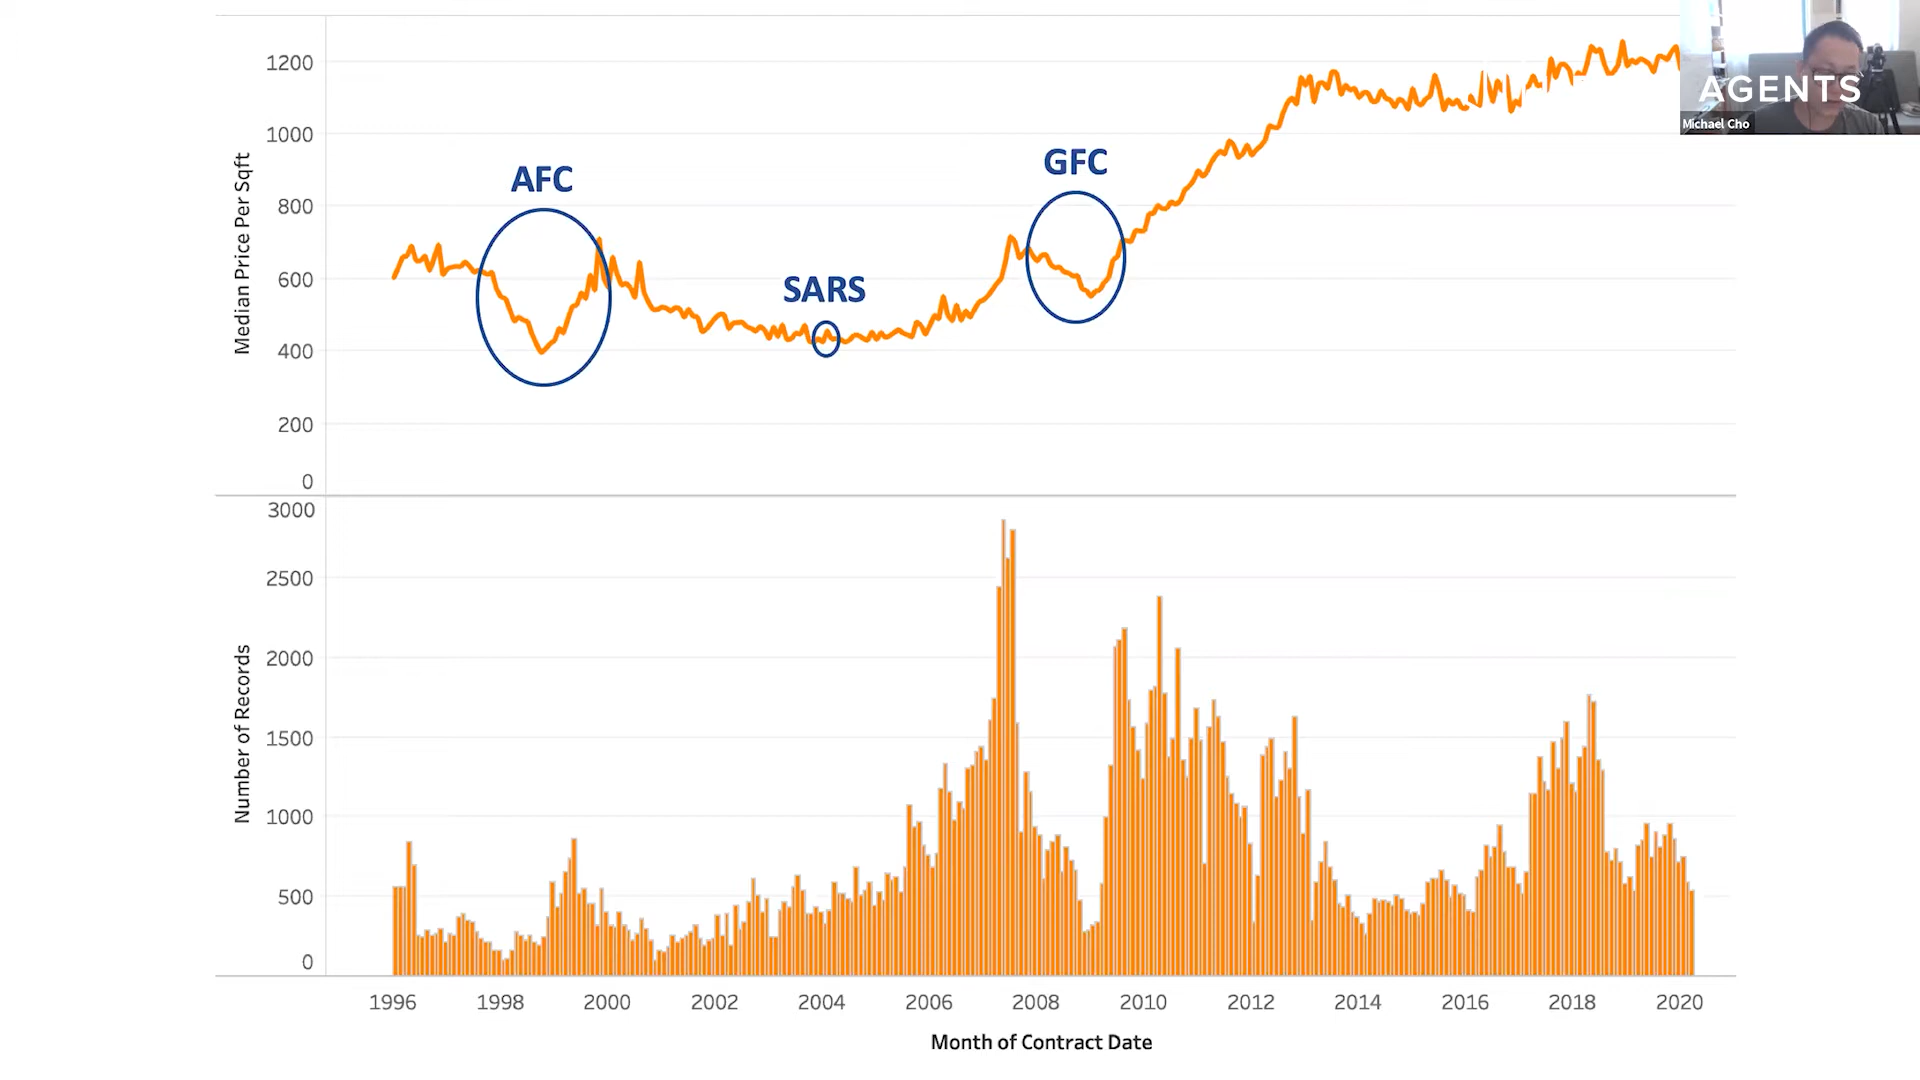 AGENTS
Michael Cho
1200
1000
800
600
400
200
0
Median Price Per Sqft
AFC
SARS
GFC
3000
2500
2000
1500
1000
500
0
Number of Records
1996 1998 2000 2002 2004 2006 2008 2010 2012 2014 2016 2018 2020
Month of Contract Date